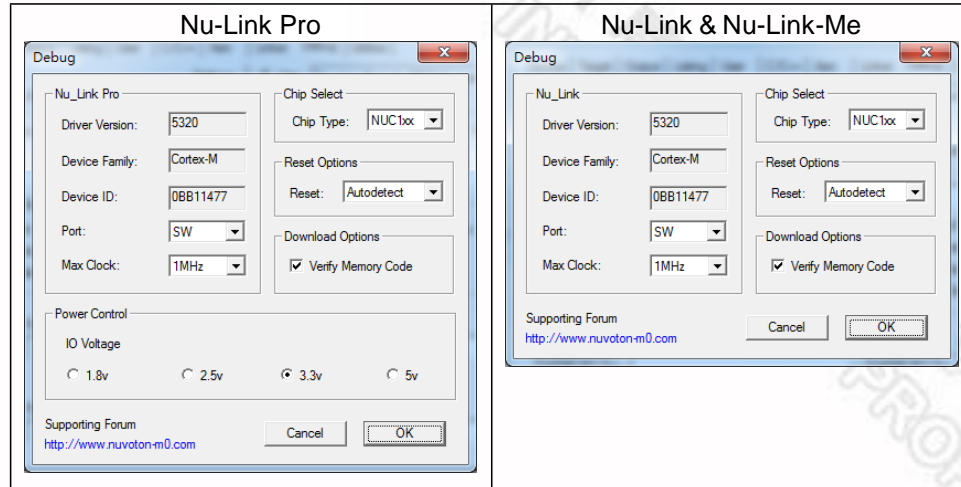 Nu-Link Pro
Debug
Nu_Link Pro
Driver Version: 5320
Device Family: Cortex-M
Device ID: 0BB11477
Port: SW
Max Clock: 1MHz
Chip Select
Chip Type: NUC1xx
Reset Options
Reset: Autodetect
Download Options
Verify Memory Code
Power Control
IO Voltage
1.8v 2.5v 3.3v 5v
Supporting Forum
http://www.nuvoton-m0.com
Cancel OK
Nu-Link & Nu-Link-Me
Debug
Nu_Link
Driver Version: 5320
Device Family: Cortex-M
Device ID: 0BB11477
Port: SW
Max Clock: 1MHz
Chip Select
Chip Type: NUC1xx
Reset Options
Reset: Autodetect
Download Options
Verify Memory Code
Supporting Forum
http://www.nuvoton-m0.com
Cancel OK